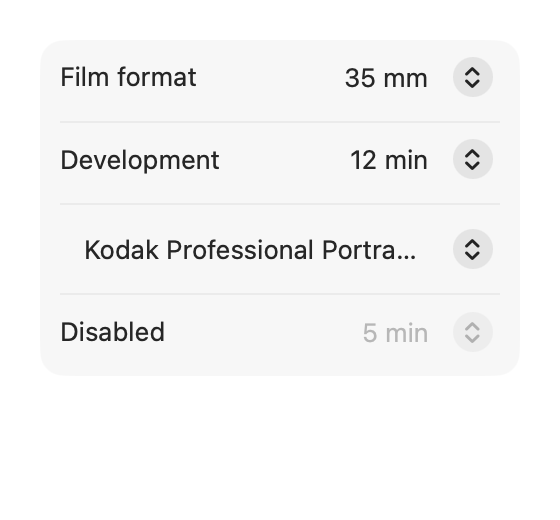 Film format 35 mm
Development 12 min
Kodak Professional Portra...
Disabled 5 min